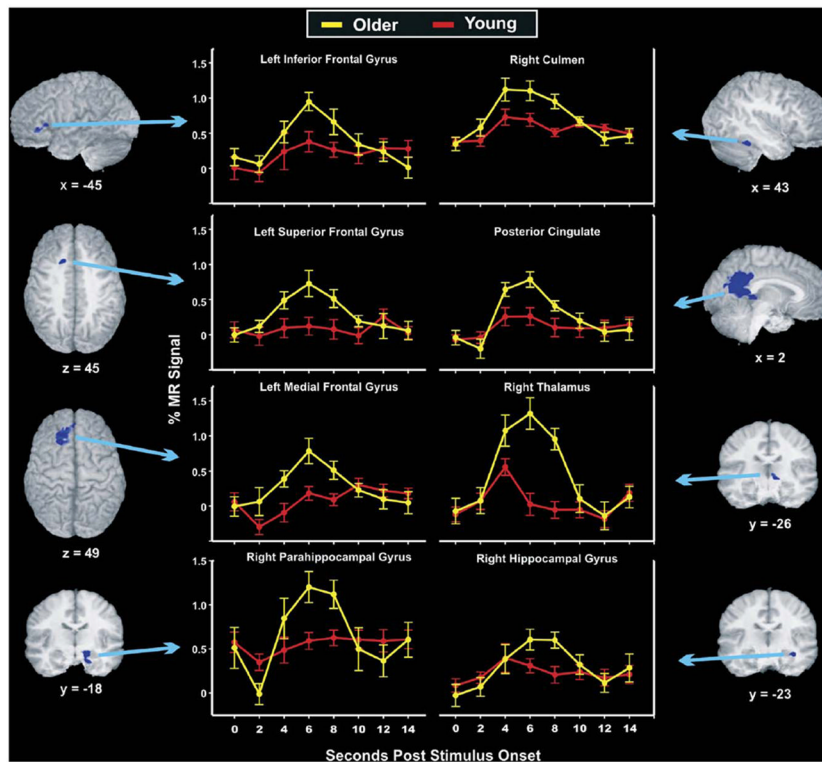 Older Young
Left Inferior Frontal Gyrus
Right Culmen
1.5
1.0
0.5
0
x = -45
x = 43
Left Superior Frontal Gyrus
Posterior Cingulate
1.5
1.0
0.5
0
z = 45
x = 2
% MR Signal
Left Medial Frontal Gyrus
Right Thalamus
1.5
1.0
0.5
0
z = 49
y = -26
Right Parahippocampal Gyrus
Right Hippocampal Gyrus
1.5
1.0
0.5
0
y = -18
y = -23
0 2 4 6 8 10 12 14
0 2 4 6 8 10 12 14
Seconds Post Stimulus Onset